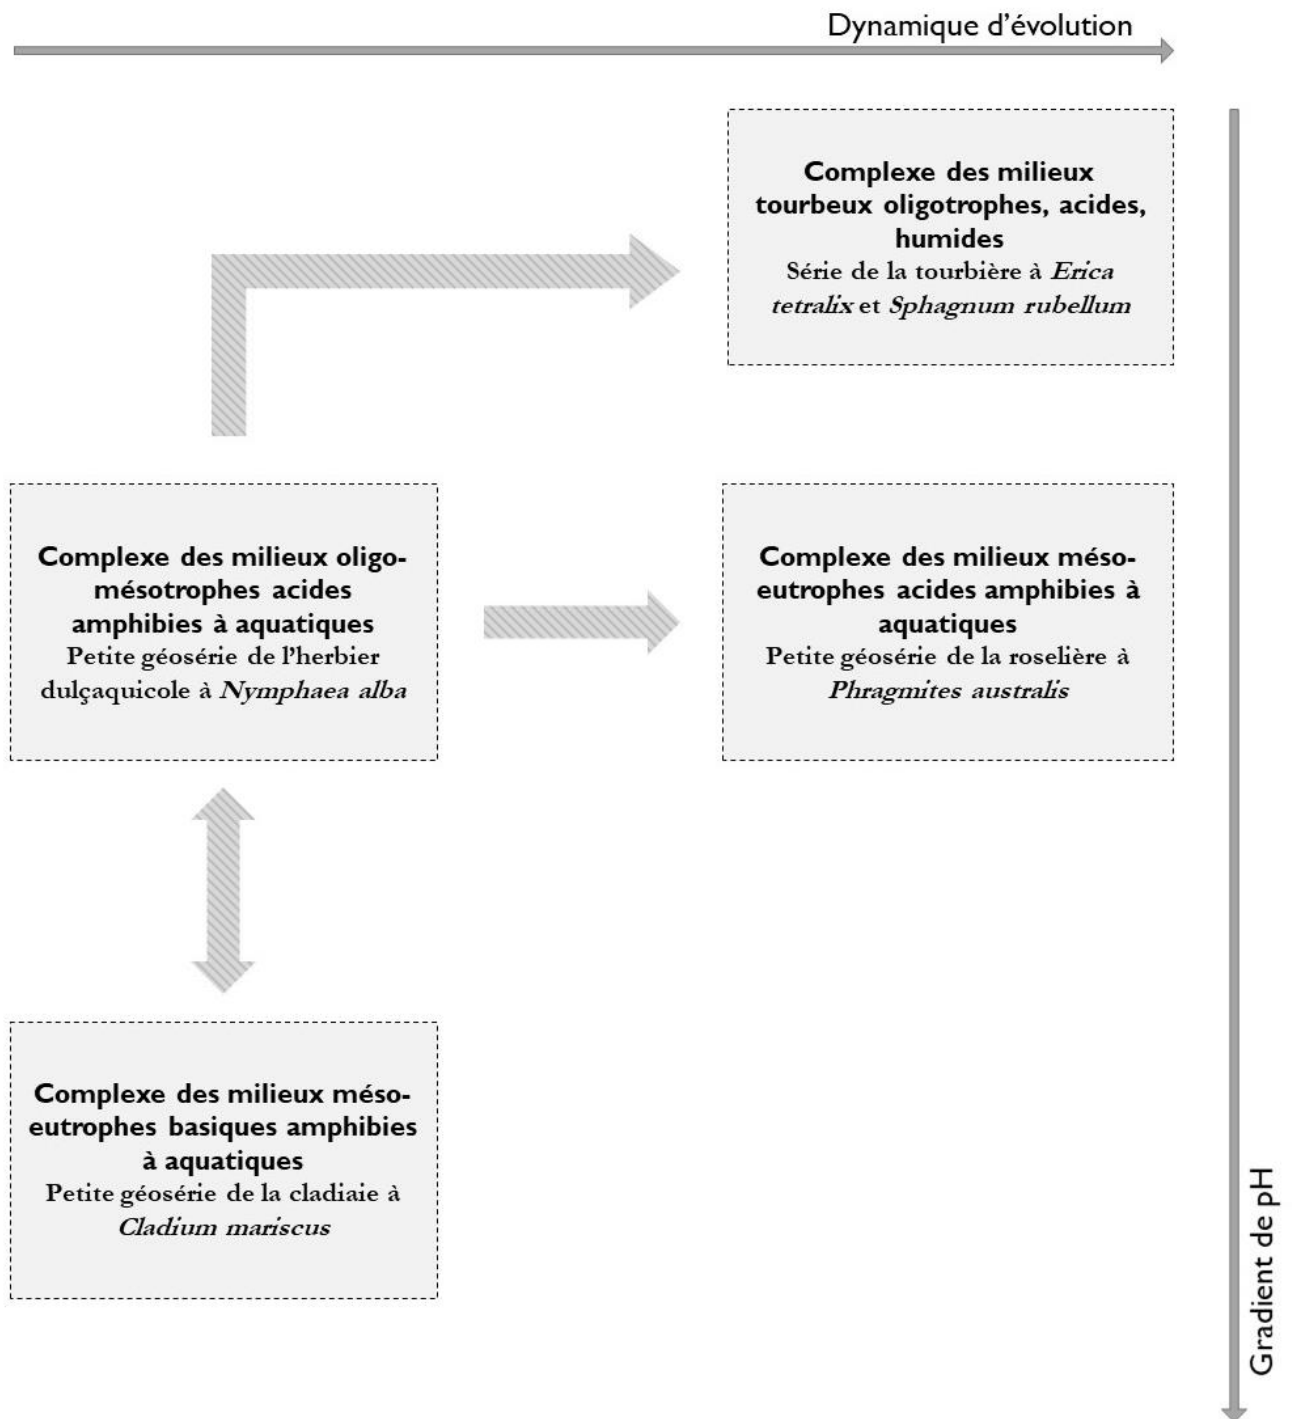 Dynamique d'évolution
Complexe des milieux
tourbeux oligotrophes, acides,
humides
Série de la tourbière à Erica
tetralix et Sphagnum rubellum
Complexe des milieux oligo-
mésotrophes acides
amphibies à aquatiques
Petite géosérie de l'herbier
dulçaquicole à Nymphaea alba
Complexe des milieux méso-
eutrophes acides amphibies à
aquatiques
Petite géosérie de la roselière à
Phragmites australis
Complexe des milieux méso-
eutrophes basiques amphibies
à aquatiques
Petite géosérie de la cladiaie à
Cladium mariscus
Gradient de pH